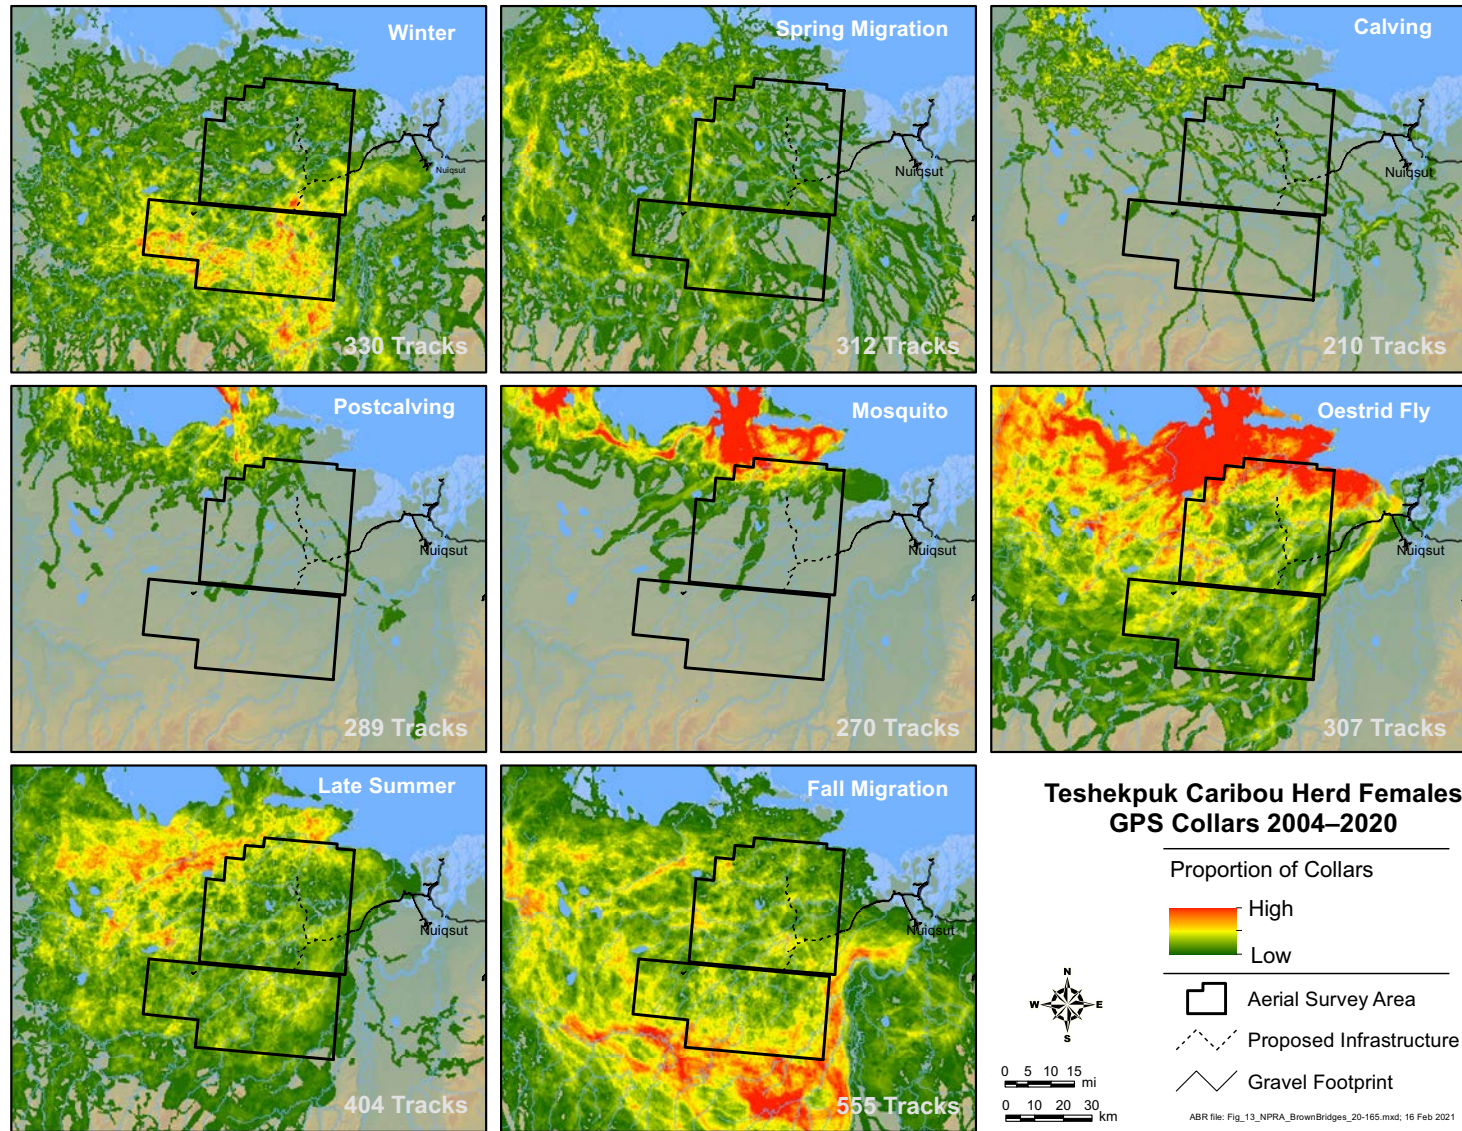 Winter
Nuiqsut
330 Tracks
Spring Migration
Nuiqsut
312 Tracks
Calving
Nuiqsut
210 Tracks
Postcalving
Nuiqsut
289 Tracks
Mosquito
Nuiqsut
270 Tracks
Oestrid Fly
Nuiqsut
307 Tracks
Late Summer
Nuiqsut
404 Tracks
Fall Migration
Nuiqsut
555 Tracks
Teshekpuk Caribou Herd Females
GPS Collars 2004–2020
Proportion of Collars
High
Low
Aerial Survey Area
Proposed Infrastructure
Gravel Footprint
N
W E
S
0 5 10 15
mi
0 10 20 30
km
ABR file: Fig_13_NPRA_BrownBridges_20-165.mxd; 16 Feb 2021